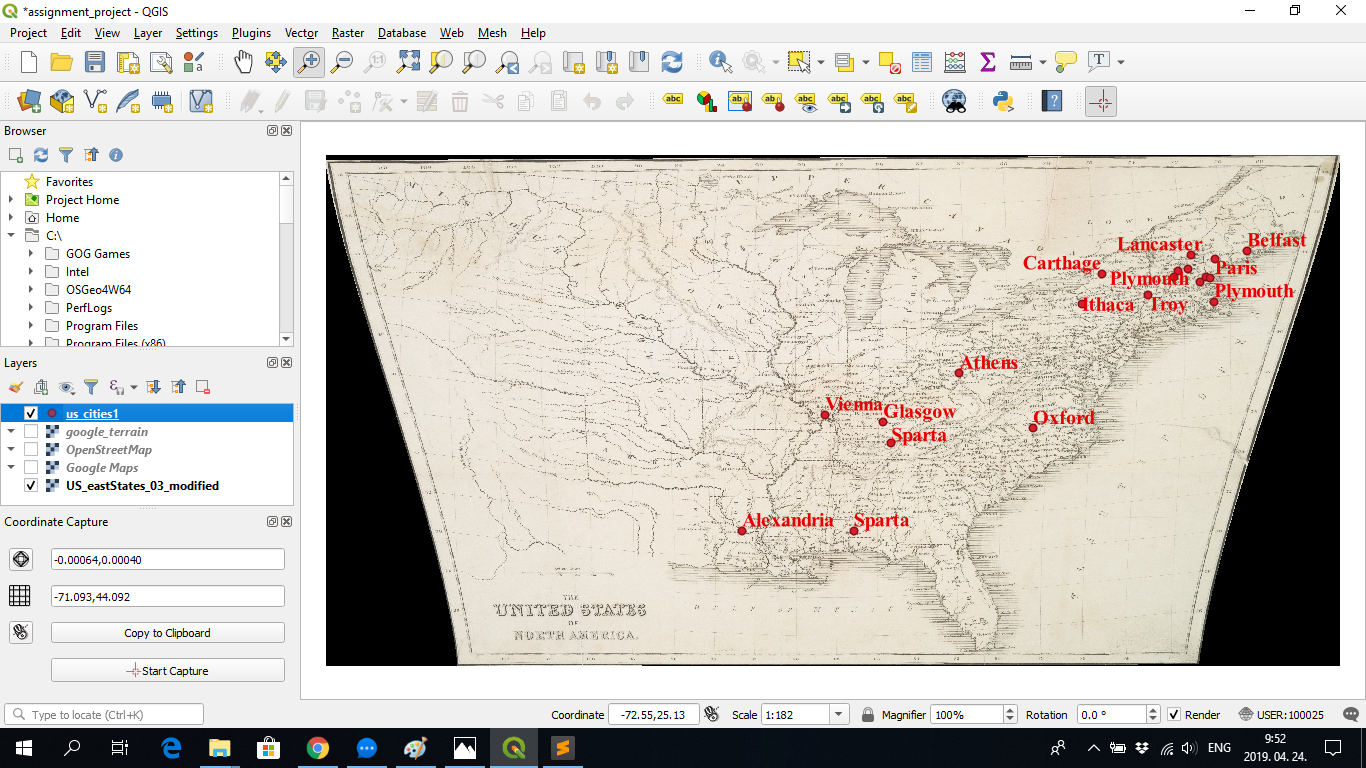 *assignment_project - QGIS
Project Edit View Layer Settings Plugins Vector Raster Database Web Mesh Help
Browser
Favorites
Project Home
Home
C:\
GOG Games
Intel
OSGeo4W64
PerfLogs
Program Files
Program Files (x86)
Layers
us_cities1
google_terrain
OpenStreetMap
Google Maps
US_eastStates_03_modified
Coordinate Capture
-0.00064,0.00040
-71.093,44.092
Copy to Clipboard
Start Capture
Lancaster
Belfast
Carthage
Paris
Plymouth
Plymouth
Ithaca
Troy
Athens
Vienna
Glasgow
Oxford
Sparta
Alexandria
Sparta
THE
UNITED STATES
OF
NORTH AMERICA.
Type to locate (Ctrl+K)
Coordinate -72.55,25.13 Scale 1:182 Magnifier 100% Rotation 0.0 ° Render USER:100025
ENG
9:52
2019. 04. 24.